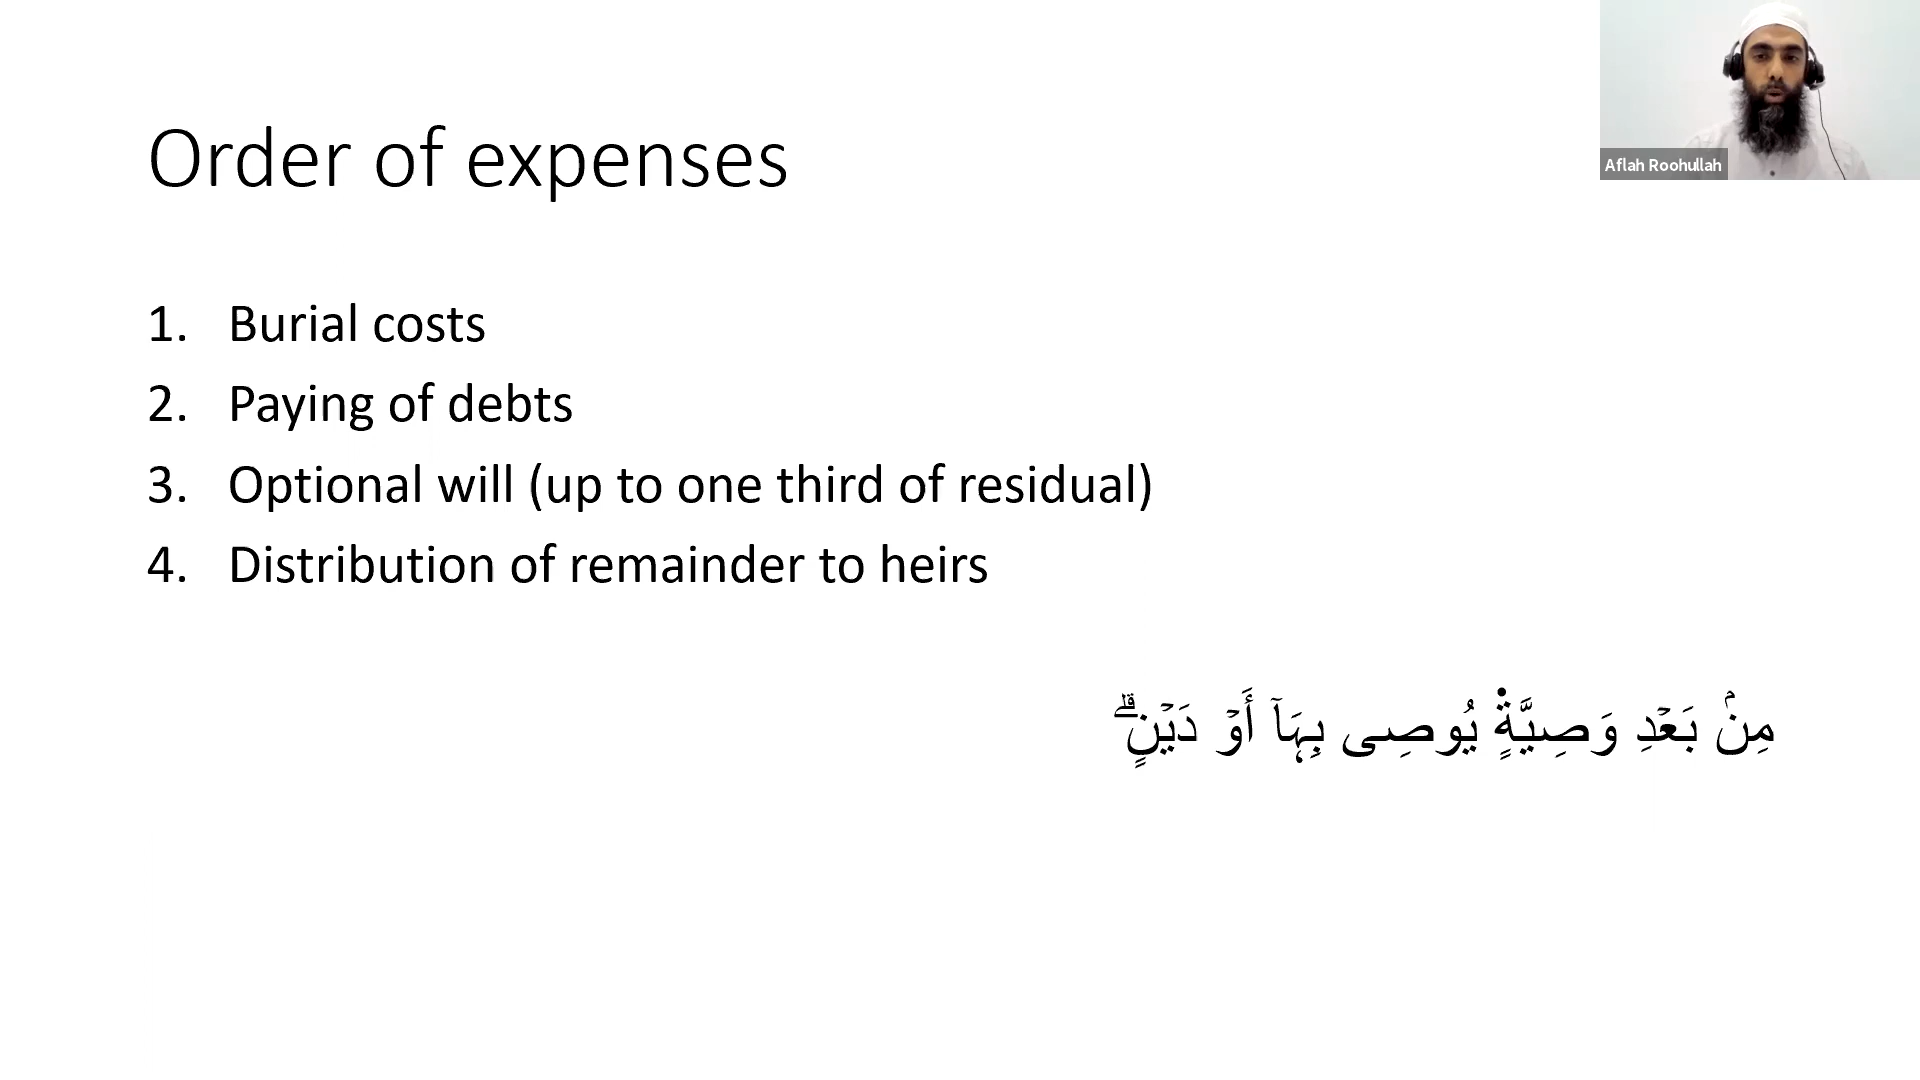 Aflah Roohullah
Order of expenses
1. Burial costs
2. Paying of debts
3. Optional will (up to one third of residual)
4. Distribution of remainder to heirs
مِنۢ بَعۡدِ وَصِيَّةٍ۬ يُوصِى بِہَآ أَوۡ دَيۡنٍ‌ۗ